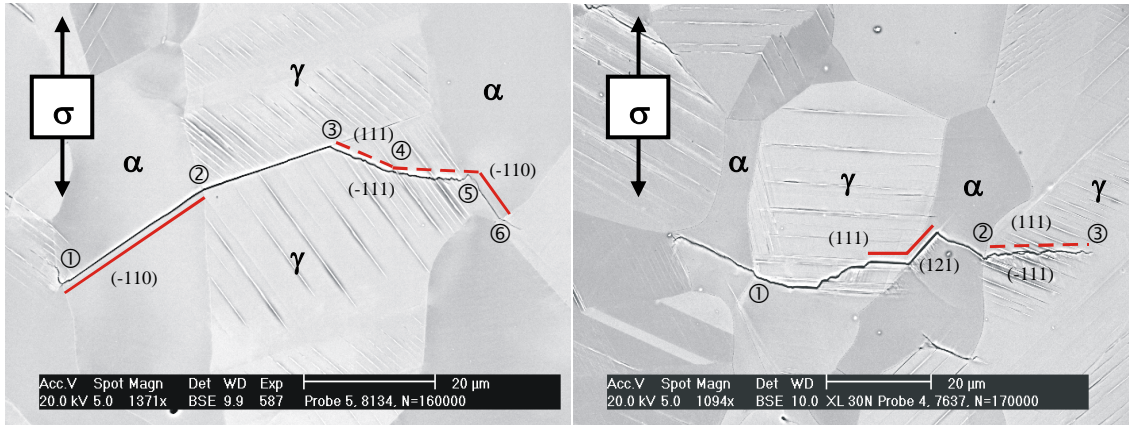 σ
γ
α
α
③
(111)
④
②
(-111)
(-110)
⑤
①
γ
⑥
(-110)
Acc.V Spot Magn Det WD Exp 20 µm
20.0 kV 5.0 1371x BSE 9.9 587 Probe 5, 8134, N=160000
σ
α
γ
α
γ
(111)
(111)
②
③
(121)
(-111)
①
Acc.V Spot Magn Det WD 20 µm
20.0 kV 5.0 1094x BSE 10.0 XL 30N Probe 4, 7637, N=170000